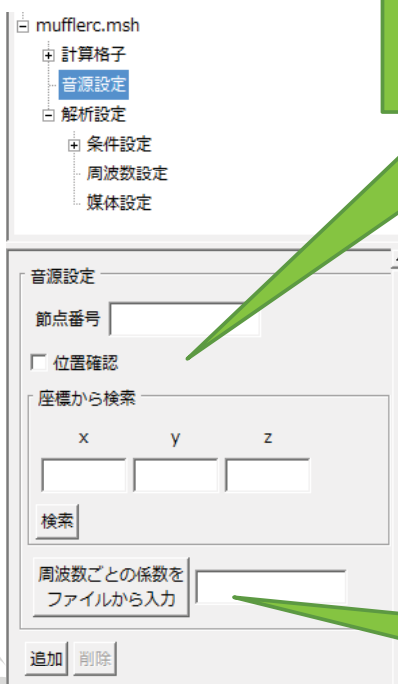 mufflerc.msh
計算格子
音源設定
解析設定
条件設定
周波数設定
媒体設定
音源設定
節点番号
位置確認
座標から検索
x y z
検索
周波数ごとの係数を
ファイルから入力
追加 削除